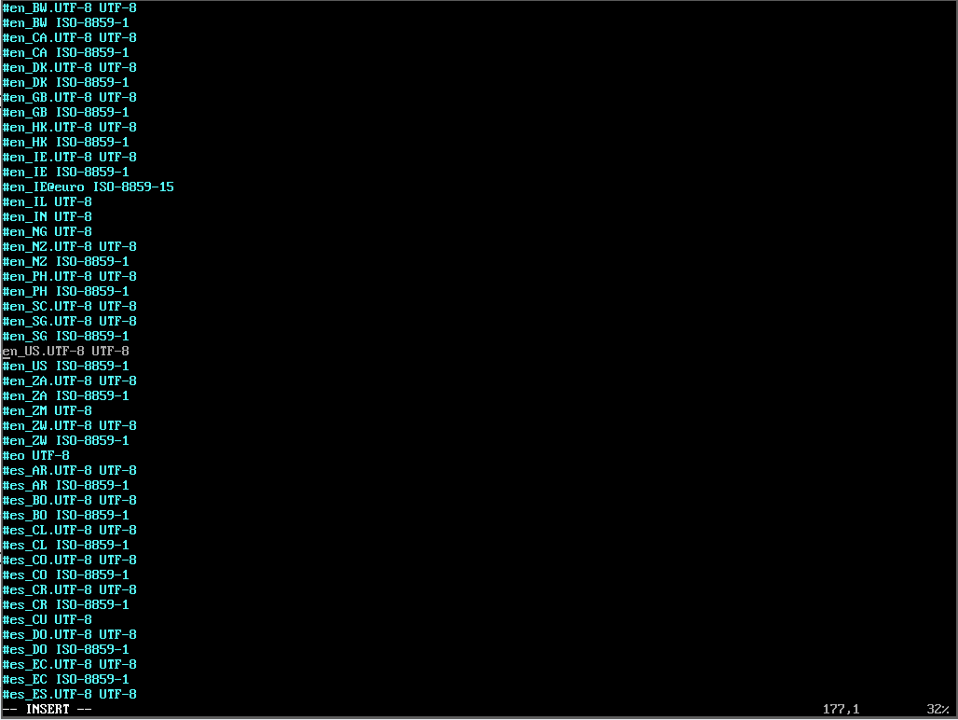 #en_BW.UTF-8 UTF-8
#en_BW ISO-8859-1
#en_CA.UTF-8 UTF-8
#en_CA ISO-8859-1
#en_DK.UTF-8 UTF-8
#en_DK ISO-8859-1
#en_GB.UTF-8 UTF-8
#en_GB ISO-8859-1
#en_HK.UTF-8 UTF-8
#en_HK ISO-8859-1
#en_IE.UTF-8 UTF-8
#en_IE ISO-8859-1
#en_IE@euro ISO-8859-15
#en_IL UTF-8
#en_IN UTF-8
#en_NG UTF-8
#en_NZ.UTF-8 UTF-8
#en_NZ ISO-8859-1
#en_PH.UTF-8 UTF-8
#en_PH ISO-8859-1
#en_SC.UTF-8 UTF-8
#en_SG.UTF-8 UTF-8
#en_SG ISO-8859-1
en_US.UTF-8 UTF-8
#en_US ISO-8859-1
#en_ZA.UTF-8 UTF-8
#en_ZA ISO-8859-1
#en_ZM UTF-8
#en_ZW.UTF-8 UTF-8
#en_ZW ISO-8859-1
#eo UTF-8
#es_AR.UTF-8 UTF-8
#es_AR ISO-8859-1
#es_BO.UTF-8 UTF-8
#es_BO ISO-8859-1
#es_CL.UTF-8 UTF-8
#es_CL ISO-8859-1
#es_CO.UTF-8 UTF-8
#es_CO ISO-8859-1
#es_CR.UTF-8 UTF-8
#es_CR ISO-8859-1
#es_CU UTF-8
#es_DO.UTF-8 UTF-8
#es_DO ISO-8859-1
#es_EC.UTF-8 UTF-8
#es_EC ISO-8859-1
#es_ES.UTF-8 UTF-8
-- INSERT -- 177,1 32%